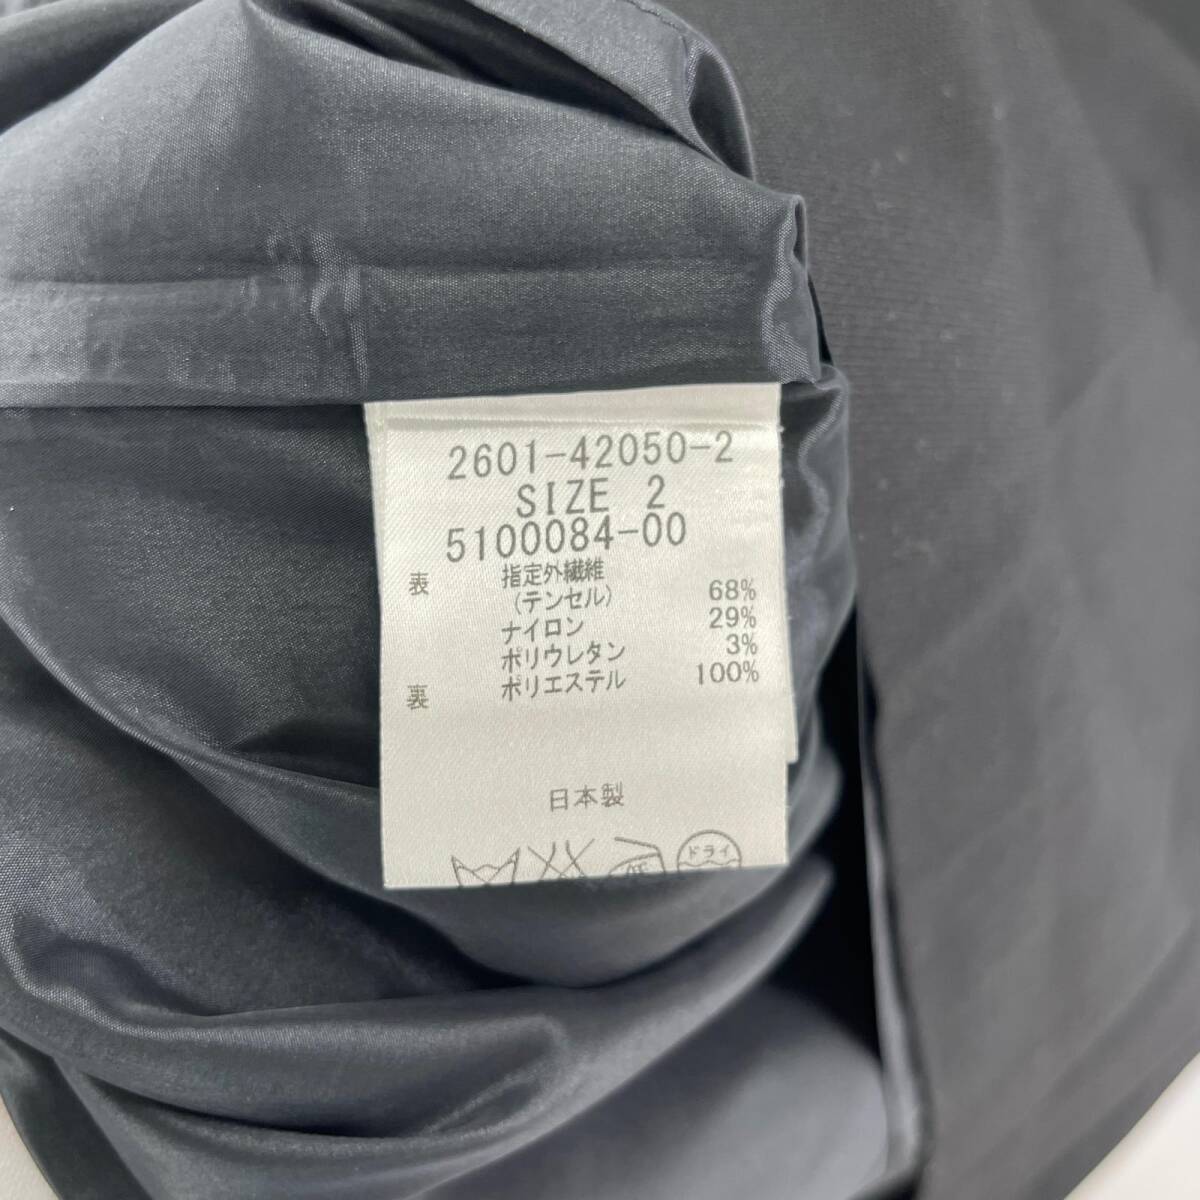 2601-42050-2
SIZE 2
5100084-00
表 指定外繊維
(テンセル) 68%
ナイロン 29%
ポリウレタン 3%
裏 ポリエステル 100%
日本製
ドライ